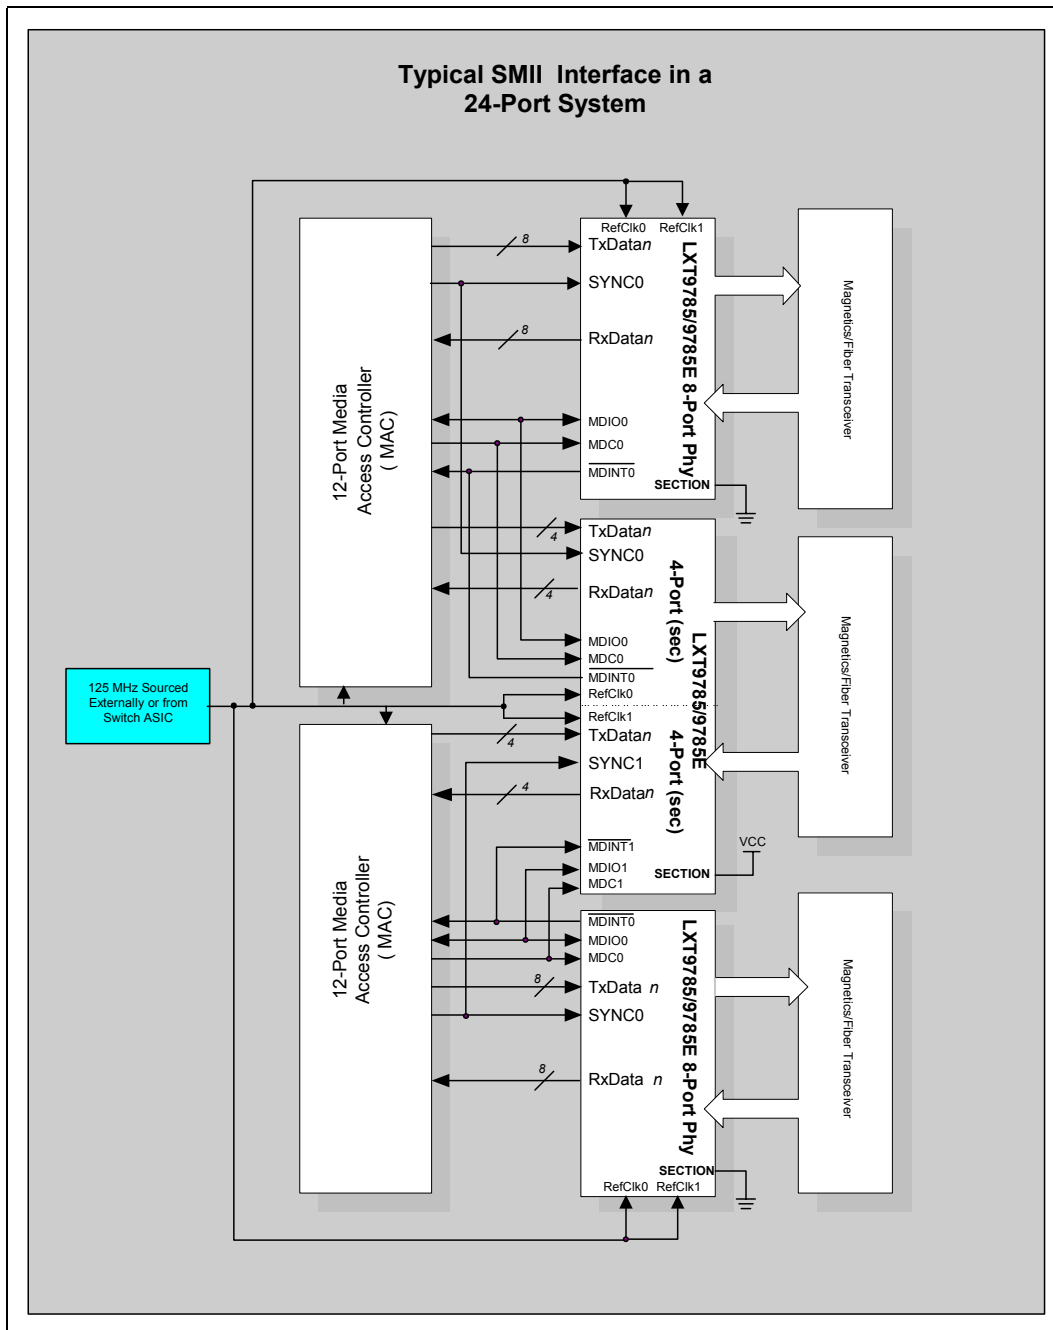 Typical SMII Interface in a
24-Port System
12-Port Media
Access Controller
( MAC)
8
8
RefClk0 RefClk1
TxDatan
SYNC0
RxDatan
MDIO0
MDC0
MDINT0
SECTION
LXT9785/9785E 8-Port Phy
Magnetics/Fiber Transceiver
4
4
TxDatan
SYNC0
RxDatan
MDIO0
MDC0
MDINT0
RefClk0
4-Port (sec)
LXT9785/9785E
Magnetics/Fiber Transceiver
125 MHz Sourced
Externally or from
Switch ASIC
12-Port Media
Access Controller
( MAC)
4
4
RefClk1
TxDatan
SYNC1
RxDatan
MDINT1
MDIO1
MDC1
4-Port (sec)
SECTION
VCC
MDINT0
MDIO0
MDC0
8
TxData n
SYNC0
8
RxData n
LXT9785/9785E 8-Port Phy
SECTION
RefClk0 RefClk1
Magnetics/Fiber Transceiver